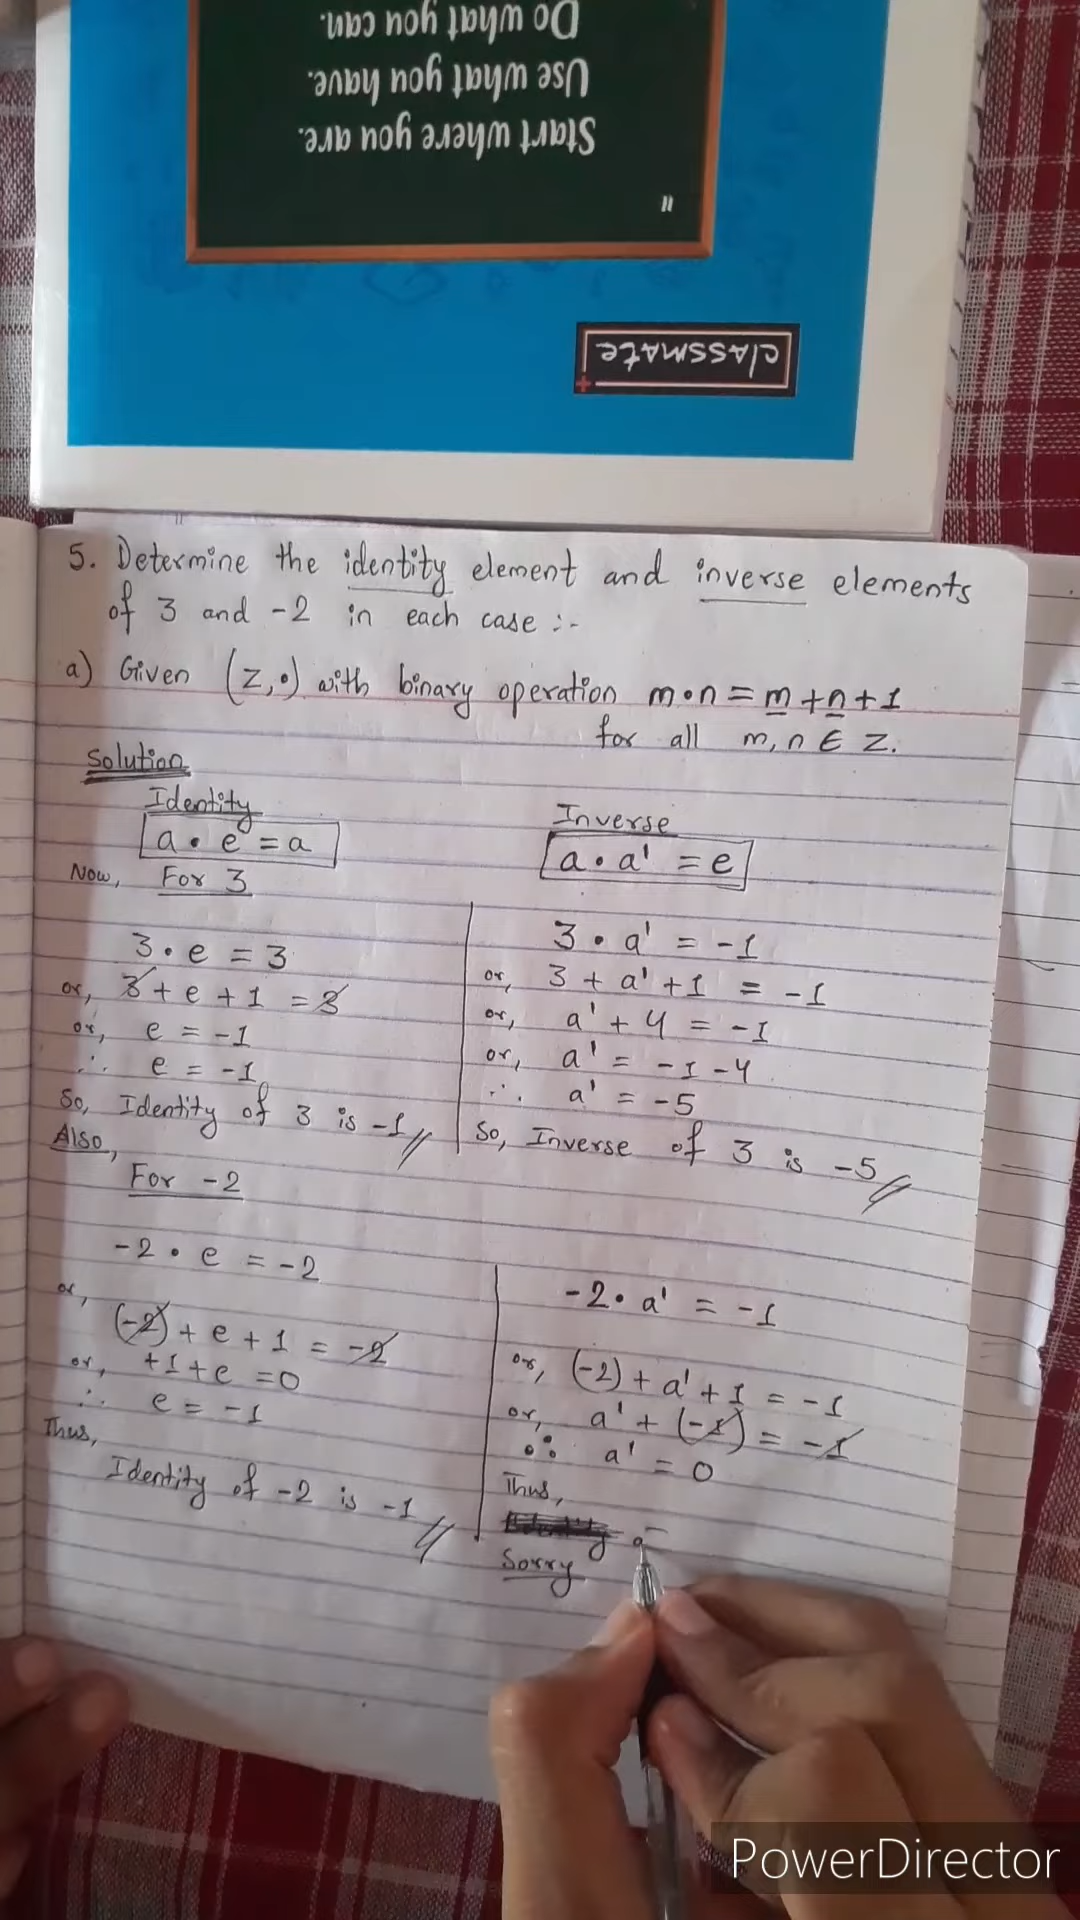 Do what you can.
Use what you have.
Start where you are.
"
classmate
5. Determine the identity element and inverse elements
of 3 and -2 in each case :-
a) Given (Z,•) with binary operation m•n = m+n+1
for all m, n ∈ Z.
Solution
Identity
a • e = a
Now, For 3
3 • e = 3
or, 3 + e + 1 = 3
or, e = -1
∴ e = -1
So, Identity of 3 is -1
Inverse
a • a' = e
3 • a' = -1
or, 3 + a' + 1 = -1
or, a' + 4 = -1
or, a' = -1 - 4
∴ a' = -5
So, Inverse of 3 is -5
Also,
For -2
-2 • e = -2
or,
(-2) + e + 1 = -2
or, +1 + e = 0
∴ e = -1
Thus,
Identity of -2 is -1
-2 • a' = -1
or, (-2) + a' + 1 = -1
or, a' + (-1) = -1
∴ a' = 0
Thus,
Sorry
PowerDirector